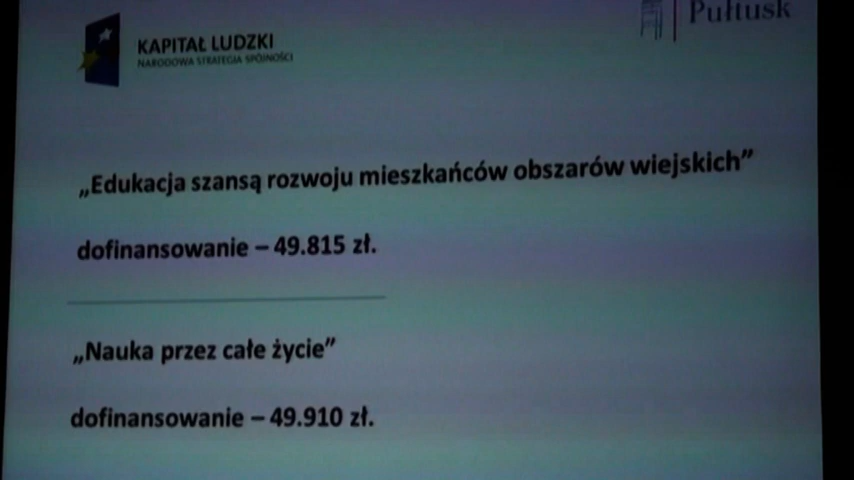 KAPITAŁ LUDZKI
NARODOWA STRATEGIA SPÓJNOŚCI
Pułtusk
„Edukacja szansą rozwoju mieszkańców obszarów wiejskich”
dofinansowanie – 49.815 zł.
„Nauka przez całe życie”
dofinansowanie – 49.910 zł.